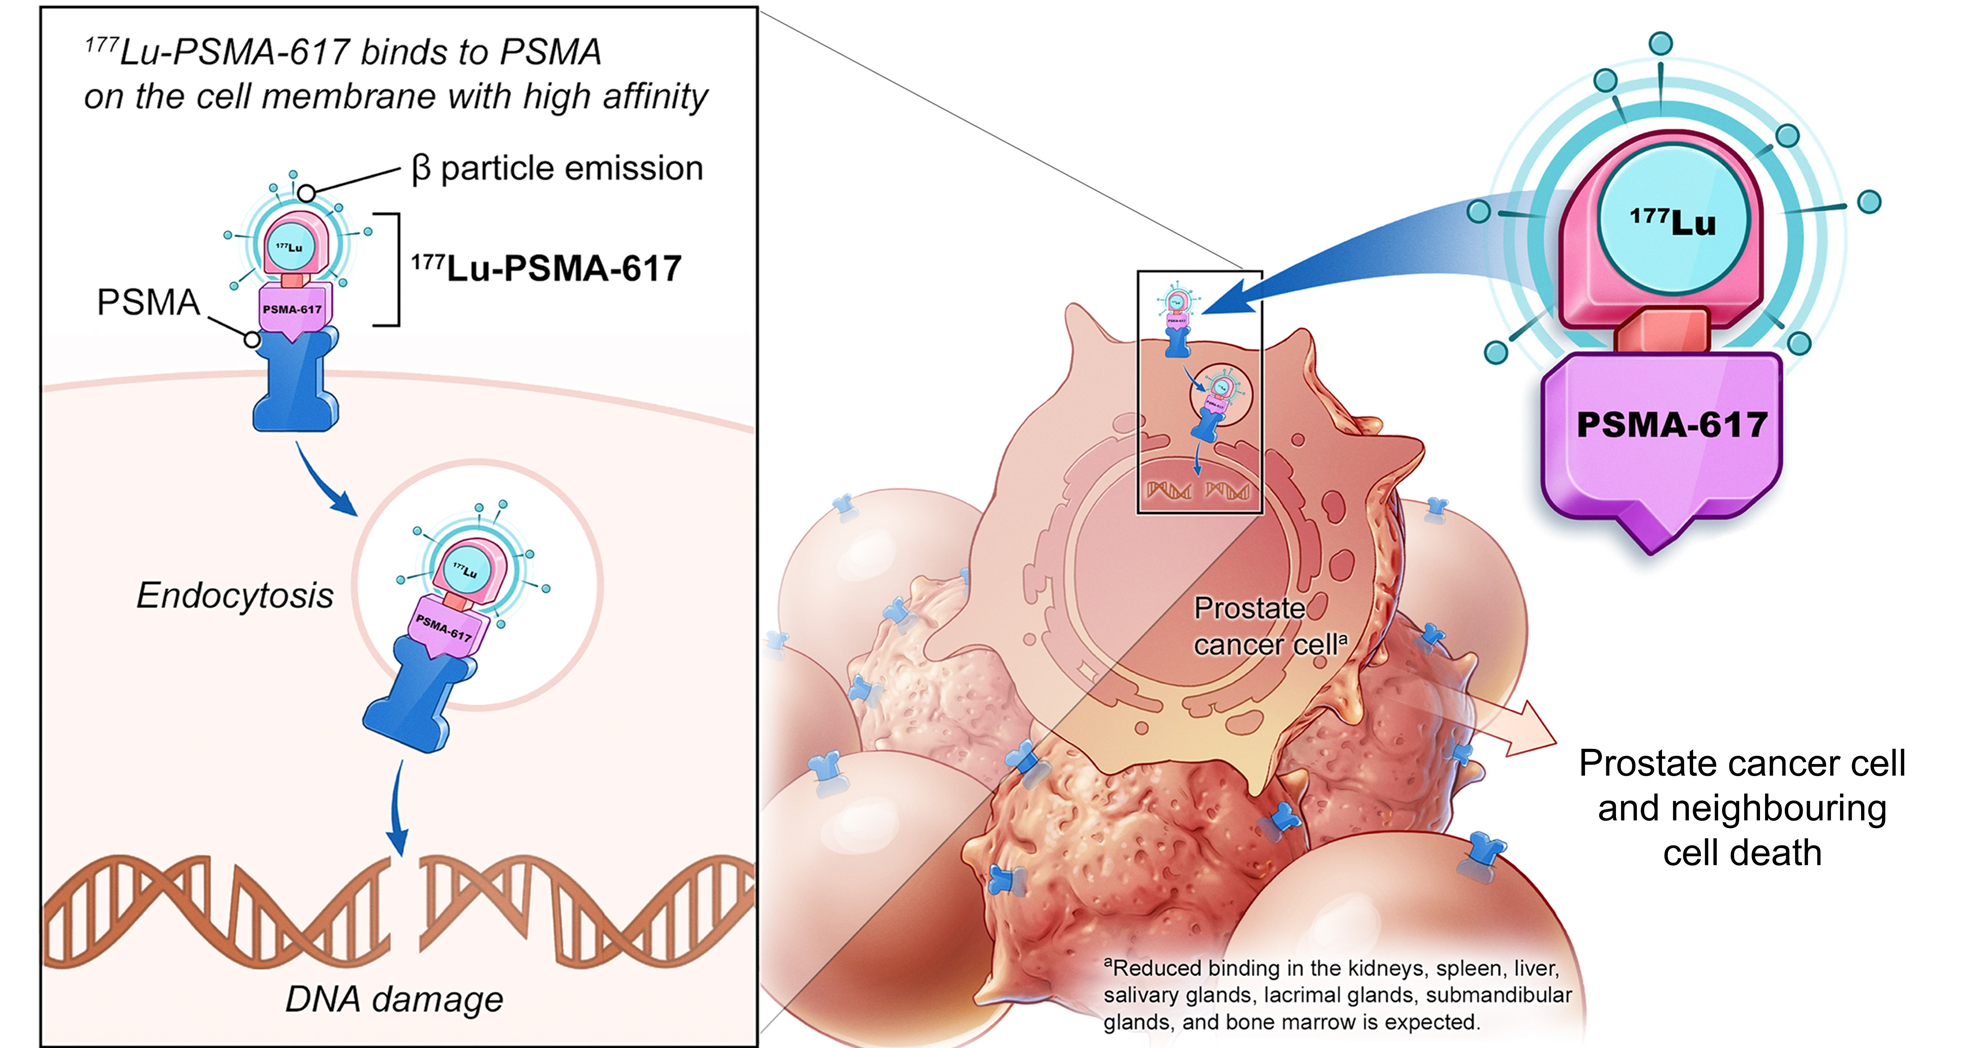 ¹⁷⁷Lu-PSMA-617 binds to PSMA
on the cell membrane with high affinity
β particle emission
¹⁷⁷Lu
¹⁷⁷Lu-PSMA-617
PSMA
PSMA-617
Endocytosis
¹⁷⁷Lu
PSMA-617
DNA damage
¹⁷⁷Lu
PSMA-617
Prostate
cancer cellᵃ
Prostate cancer cell
and neighbouring
cell death
ᵃReduced binding in the kidneys, spleen, liver,
salivary glands, lacrimal glands, submandibular
glands, and bone marrow is expected.